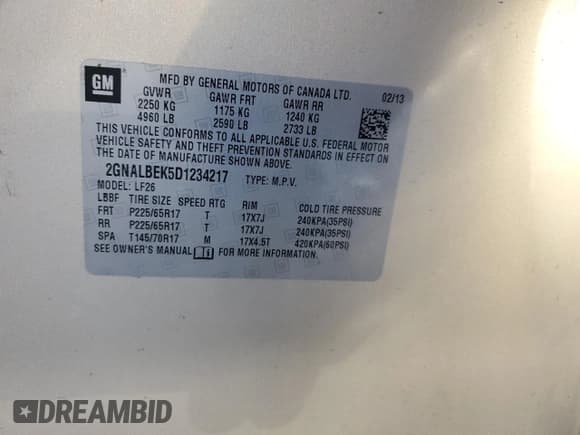 GM
MFD BY GENERAL MOTORS OF CANADA LTD.
02/13
GVWR GAWR FRT GAWR RR
2250 KG 1175 KG 1240 KG
4960 LB 2590 LB 2733 LB
THIS VEHICLE CONFORMS TO ALL APPLICABLE U.S. FEDERAL MOTOR
VEHICLE SAFETY AND THEFT PREVENTION STANDARDS IN EFFECT ON
THE DATE OF MANUFACTURE SHOWN ABOVE.
2GNALBEK5D1234217 TYPE: M.P.V.
MODEL: LF26
LBBF TIRE SIZE SPEED RTG RIM COLD TIRE PRESSURE
FRT P225/65R17 T 17X7J 240KPA(35PSI)
RR P225/65R17 T 17X7J 240KPA(35PSI)
SPA T145/70R17 M 17X4.5T 420KPA(60PSI)
SEE OWNER'S MANUAL FOR MORE INFORMATION.
DREAMBID